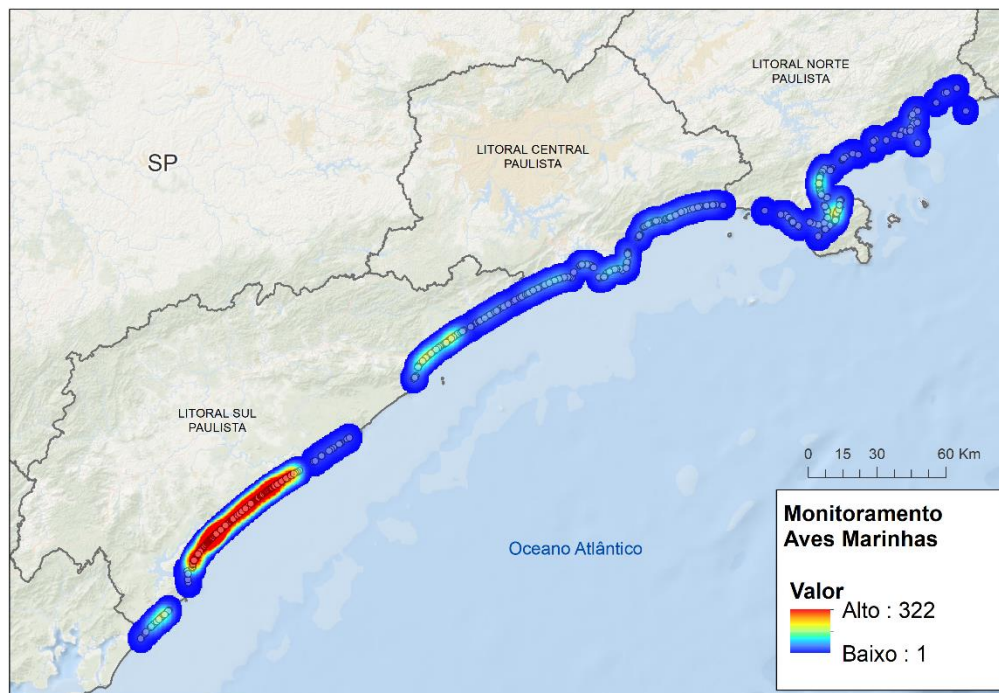 LITORAL NORTE
PAULISTA
LITORAL CENTRAL
PAULISTA
SP
LITORAL SUL
PAULISTA
0 15 30 60 Km
Oceano Atlântico
Monitoramento
Aves Marinhas
Valor
Alto : 322
Baixo : 1